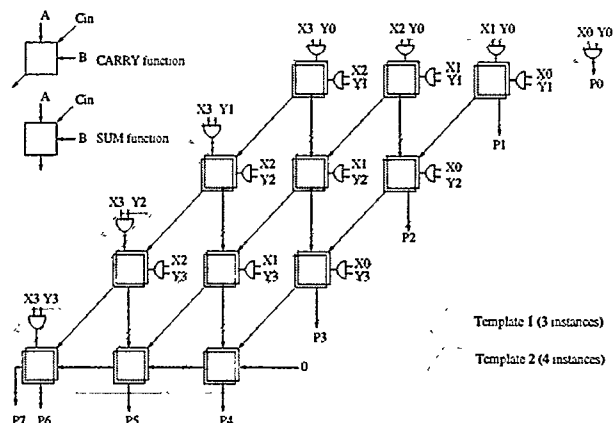 A
Cin
B
CARRY function
A
Cin
B
SUM function
X3 Y0
X2 Y0
X1 Y0
X0 Y0
P0
X2
Y1
X1
Y1
X0
Y1
P1
X3 Y1
X2
Y2
X1
Y2
X0
Y2
P2
X3 Y2
X2
Y3
X1
Y3
X0
Y3
P3
X3 Y3
0
P7
P6
P5
P4
Template 1 (3 instances)
Template 2 (4 instances)